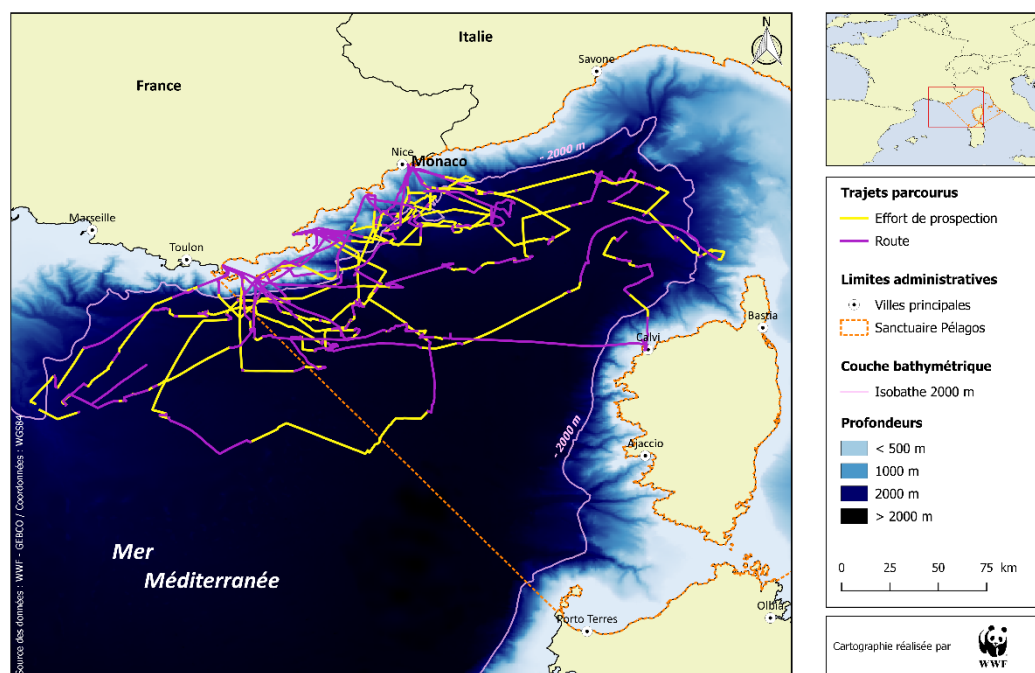 Italie
N
Savone
France
Nice
Monaco
- 2000 m
Marseille
Toulon
Bastia
Calvi
- 2000 m
Ajaccio
Mer
Méditerranée
Porto Terres
Olbia
Source des données : WWF - GEBCO / Coordonnées : WGS84
Trajets parcourus
Effort de prospection
Route
Limites administratives
Villes principales
Sanctuaire Pélagos
Couche bathymétrique
Isobathe 2000 m
Profondeurs
< 500 m
1000 m
2000 m
> 2000 m
0 25 50 75 km
Cartographie réalisée par
WWF